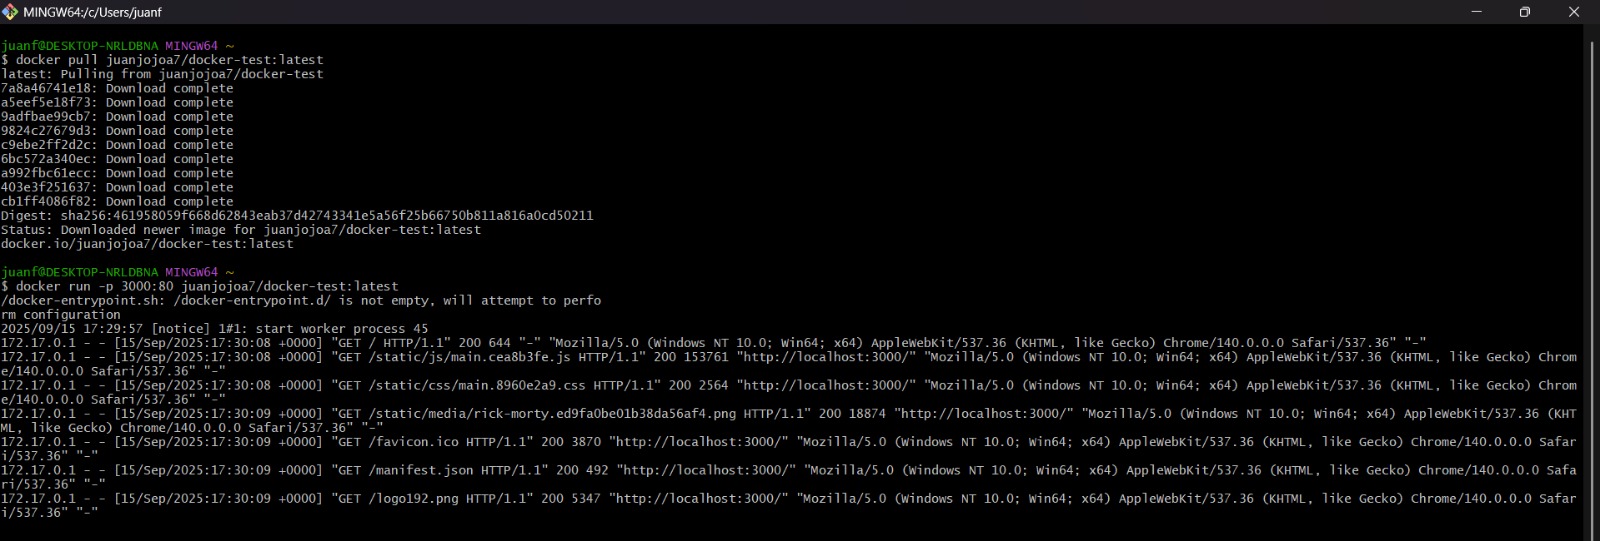 MINGW64:/c/Users/juanf
juanf@DESKTOP-NRLDBNA MINGW64 ~
$ docker pull juanjojoa7/docker-test:latest
latest: Pulling from juanjojoa7/docker-test
7a8a46741e18: Download complete
a5eef5e18f73: Download complete
9adfbae99cb7: Download complete
9824c27679d3: Download complete
c9ebe2ff2d2c: Download complete
6bc572a340ec: Download complete
a992fbc61ecc: Download complete
403e3f251637: Download complete
cb1ff4086f82: Download complete
Digest: sha256:461958059f668d62843eab37d42743341e5a56f25b66750b811a816a0cd50211
Status: Downloaded newer image for juanjojoa7/docker-test:latest
docker.io/juanjojoa7/docker-test:latest
juanf@DESKTOP-NRLDBNA MINGW64 ~
$ docker run -p 3000:80 juanjojoa7/docker-test:latest
/docker-entrypoint.sh: /docker-entrypoint.d/ is not empty, will attempt to perfo
rm configuration
2025/09/15 17:29:57 [notice] 1#1: start worker process 45
172.17.0.1 - - [15/Sep/2025:17:30:08 +0000] "GET / HTTP/1.1" 200 644 "-" "Mozilla/5.0 (Windows NT 10.0; Win64; x64) AppleWebKit/537.36 (KHTML, like Gecko) Chrome/140.0.0.0 Safari/537.36" "-"
172.17.0.1 - - [15/Sep/2025:17:30:08 +0000] "GET /static/js/main.cea8b3fe.js HTTP/1.1" 200 153761 "http://localhost:3000/" "Mozilla/5.0 (Windows NT 10.0; Win64; x64) AppleWebKit/537.36 (KHTML, like Gecko) Chrom
e/140.0.0.0 Safari/537.36" "-"
172.17.0.1 - - [15/Sep/2025:17:30:08 +0000] "GET /static/css/main.8960e2a9.css HTTP/1.1" 200 2564 "http://localhost:3000/" "Mozilla/5.0 (Windows NT 10.0; Win64; x64) AppleWebKit/537.36 (KHTML, like Gecko) Chrom
e/140.0.0.0 Safari/537.36" "-"
172.17.0.1 - - [15/Sep/2025:17:30:09 +0000] "GET /static/media/rick-morty.ed9fa0be01b38da56af4.png HTTP/1.1" 200 18874 "http://localhost:3000/" "Mozilla/5.0 (Windows NT 10.0; Win64; x64) AppleWebKit/537.36 (KHT
ML, like Gecko) Chrome/140.0.0.0 Safari/537.36" "-"
172.17.0.1 - - [15/Sep/2025:17:30:09 +0000] "GET /favicon.ico HTTP/1.1" 200 3870 "http://localhost:3000/" "Mozilla/5.0 (Windows NT 10.0; Win64; x64) AppleWebKit/537.36 (KHTML, like Gecko) Chrome/140.0.0.0 Safar
i/537.36" "-"
172.17.0.1 - - [15/Sep/2025:17:30:09 +0000] "GET /manifest.json HTTP/1.1" 200 492 "http://localhost:3000/" "Mozilla/5.0 (Windows NT 10.0; Win64; x64) AppleWebKit/537.36 (KHTML, like Gecko) Chrome/140.0.0.0 Safa
ri/537.36" "-"
172.17.0.1 - - [15/Sep/2025:17:30:09 +0000] "GET /logo192.png HTTP/1.1" 200 5347 "http://localhost:3000/" "Mozilla/5.0 (Windows NT 10.0; Win64; x64) AppleWebKit/537.36 (KHTML, like Gecko) Chrome/140.0.0.0 Safar
i/537.36" "-"